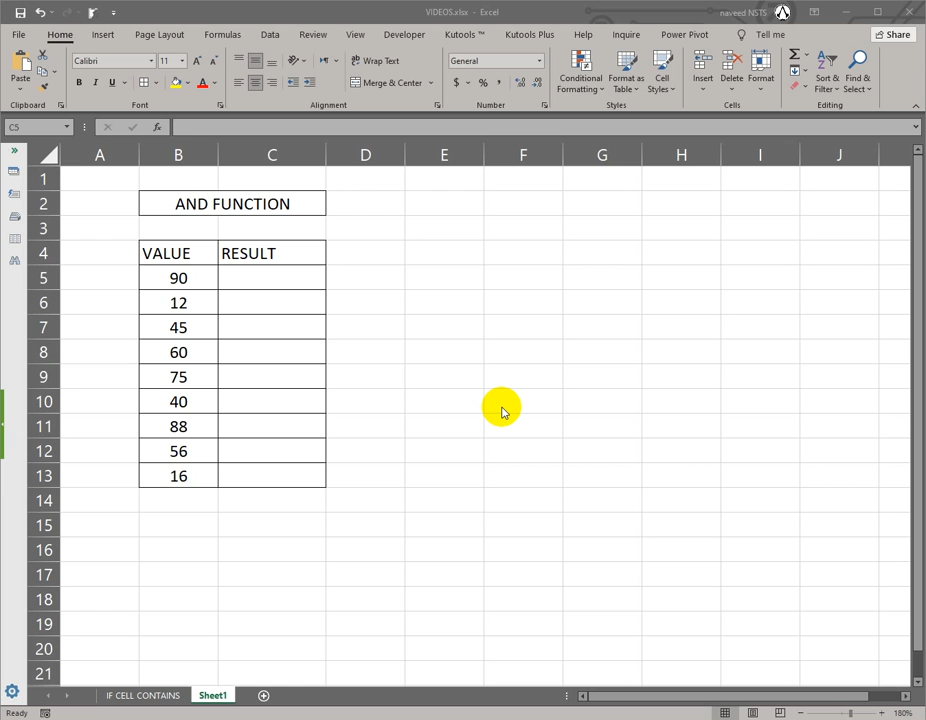 VIDEOS.xlsx - Excel
naveed NSTS
File Home Insert Page Layout Formulas Data Review View Developer Kutools ™ Kutools Plus Help Inquire Power Pivot Tell me Share
Paste
Calibri 11
B I U A
A A
Wrap Text
Merge & Center
General
$ % ,
Conditional Formatting
Format as Table
Cell Styles
Insert
Delete
Format
Sort & Filter
Find & Select
Clipboard Font Alignment Number Styles Cells Editing
C5 fx
A B C D E F G H I J
1
2 AND FUNCTION
3
4 VALUE RESULT
5 90
6 12
7 45
8 60
9 75
10 40
11 88
12 56
13 16
14
15
16
17
18
19
20
21
IF CELL CONTAINS Sheet1
Ready 180%